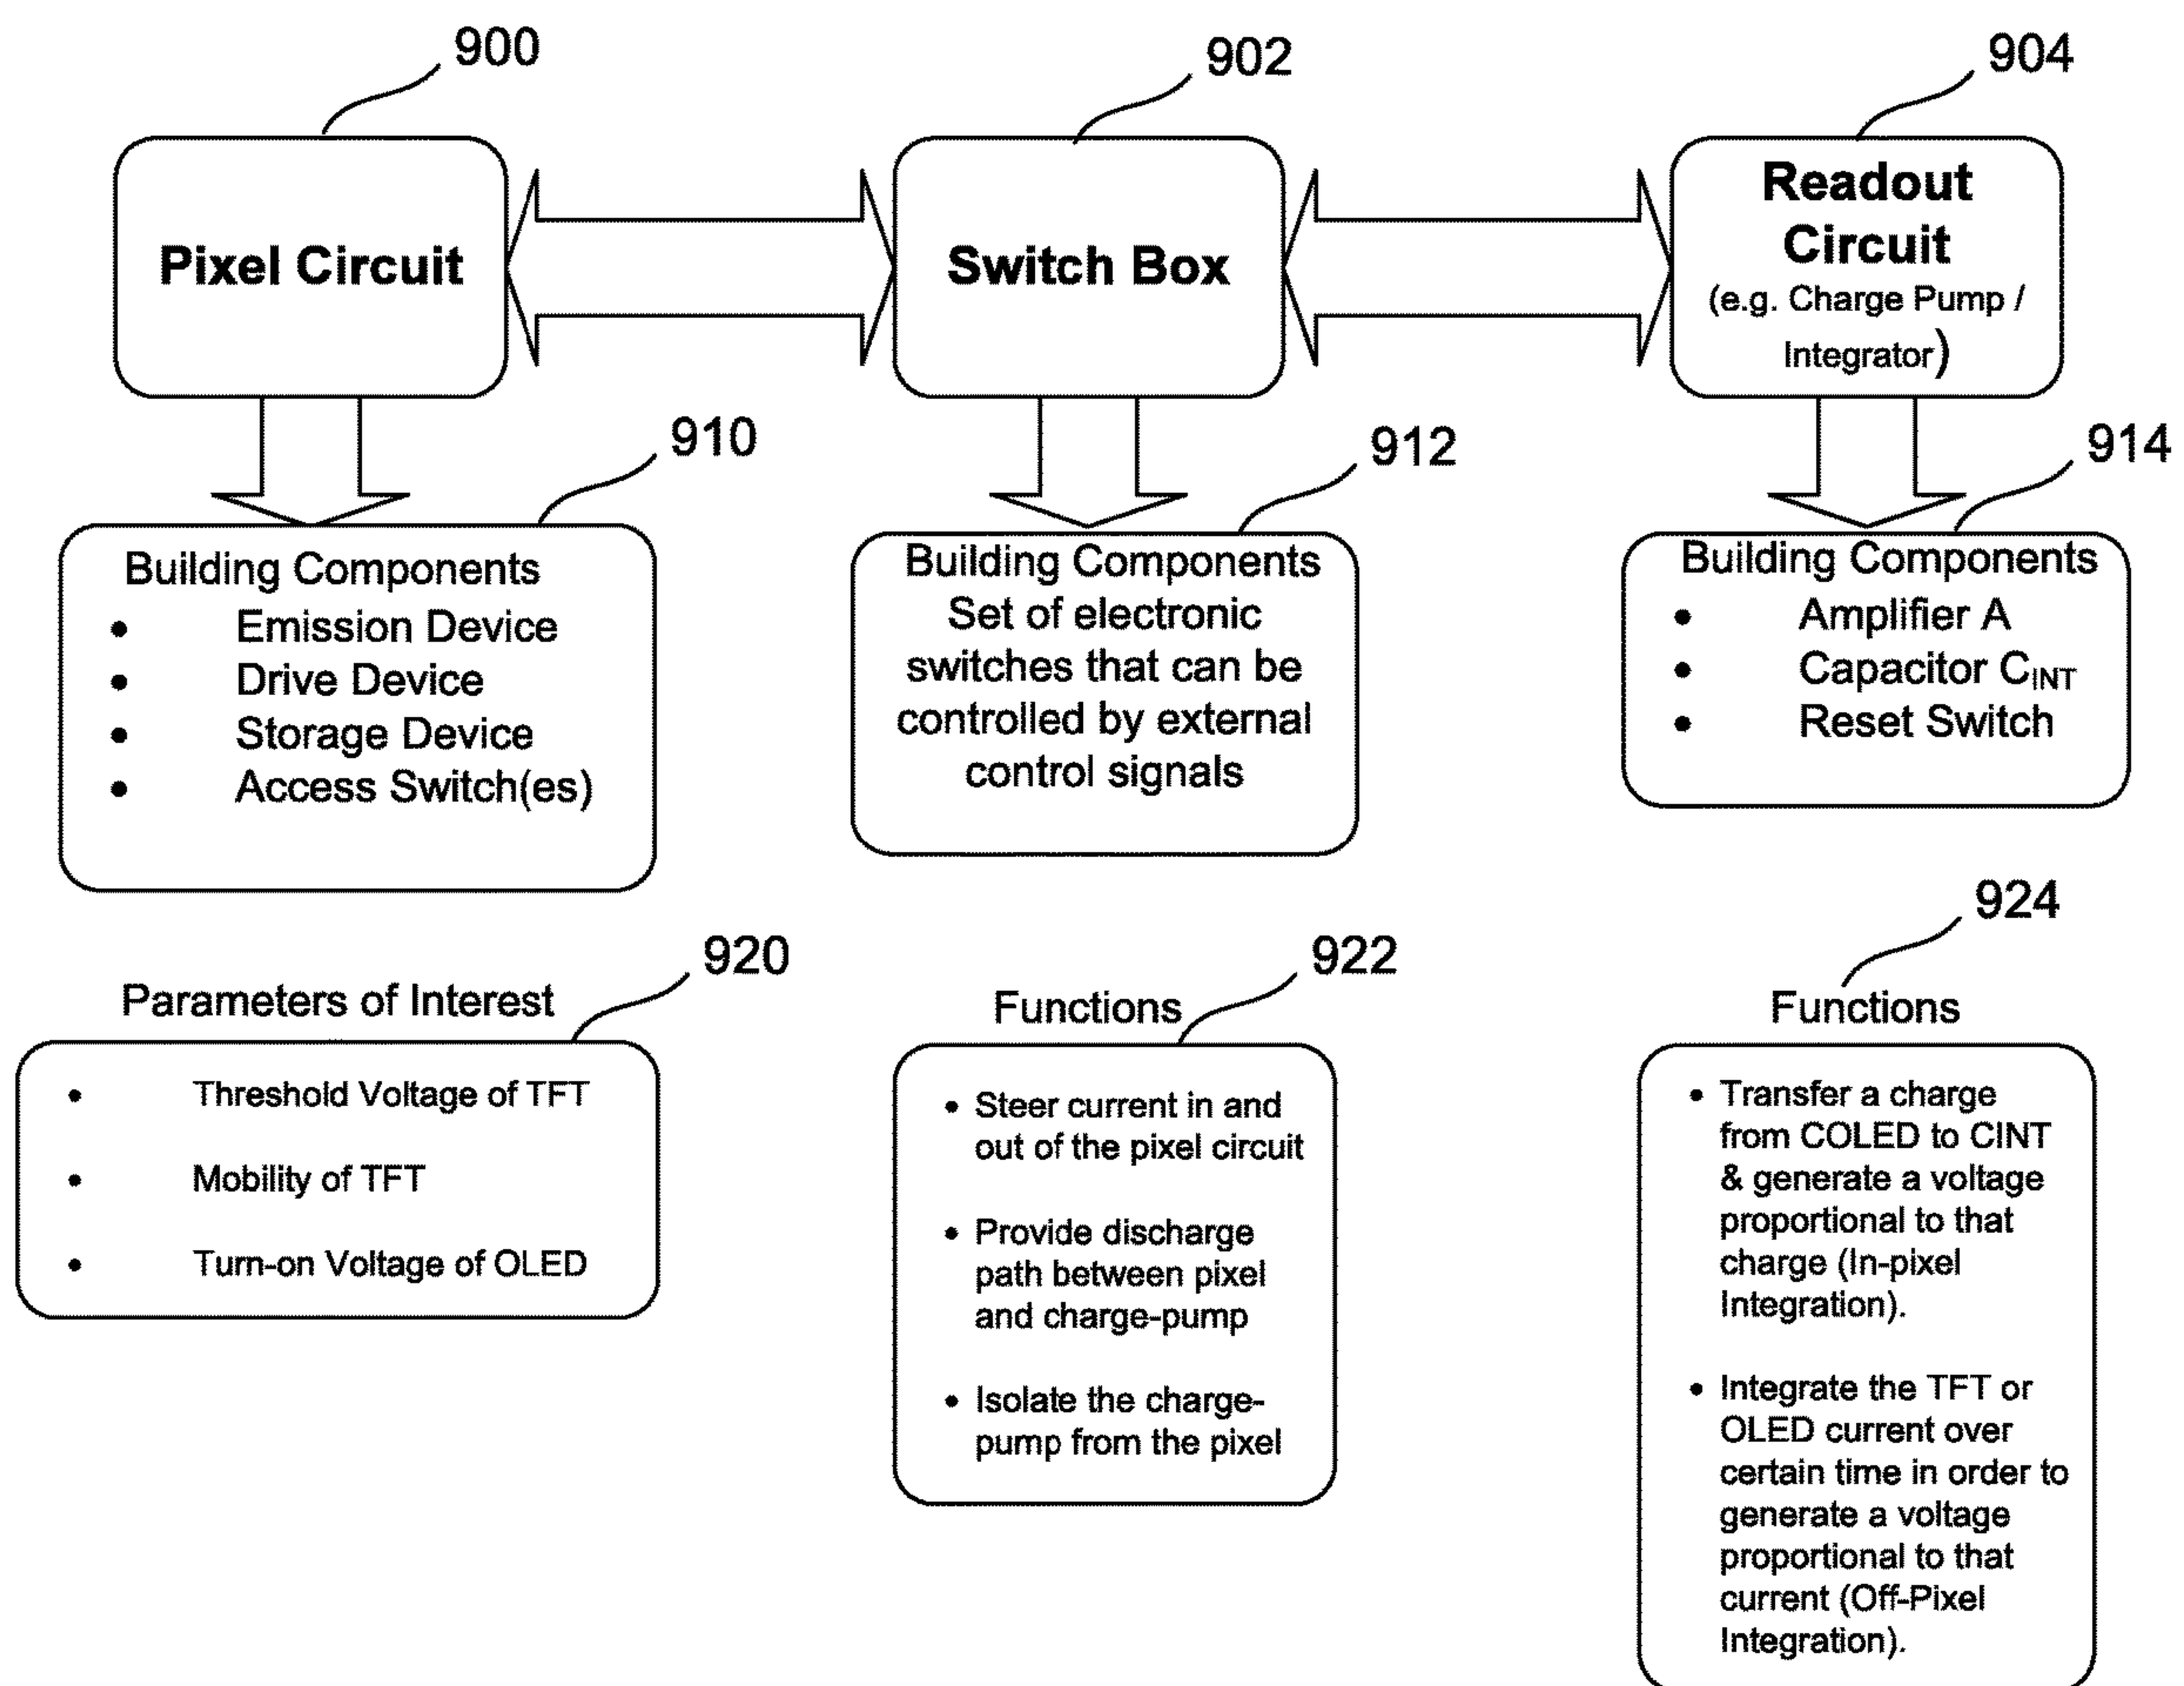 900
902
904
Pixel Circuit
Switch Box
Readout
Circuit
(e.g. Charge Pump /
Integrator)
910
912
914
Building Components
• Emission Device
• Drive Device
• Storage Device
• Access Switch(es)
Building Components
Set of electronic
switches that can be
controlled by external
control signals
Building Components
• Amplifier A
• Capacitor CINT
• Reset Switch
920
922
924
Parameters of Interest
• Threshold Voltage of TFT
• Mobility of TFT
• Turn-on Voltage of OLED
Functions
• Steer current in and
out of the pixel circuit
• Provide discharge
path between pixel
and charge-pump
• Isolate the charge-
pump from the pixel
Functions
• Transfer a charge
from COLED to CINT
& generate a voltage
proportional to that
charge (In-pixel
Integration).
• Integrate the TFT or
OLED current over
certain time in order to
generate a voltage
proportional to that
current (Off-Pixel
Integration).